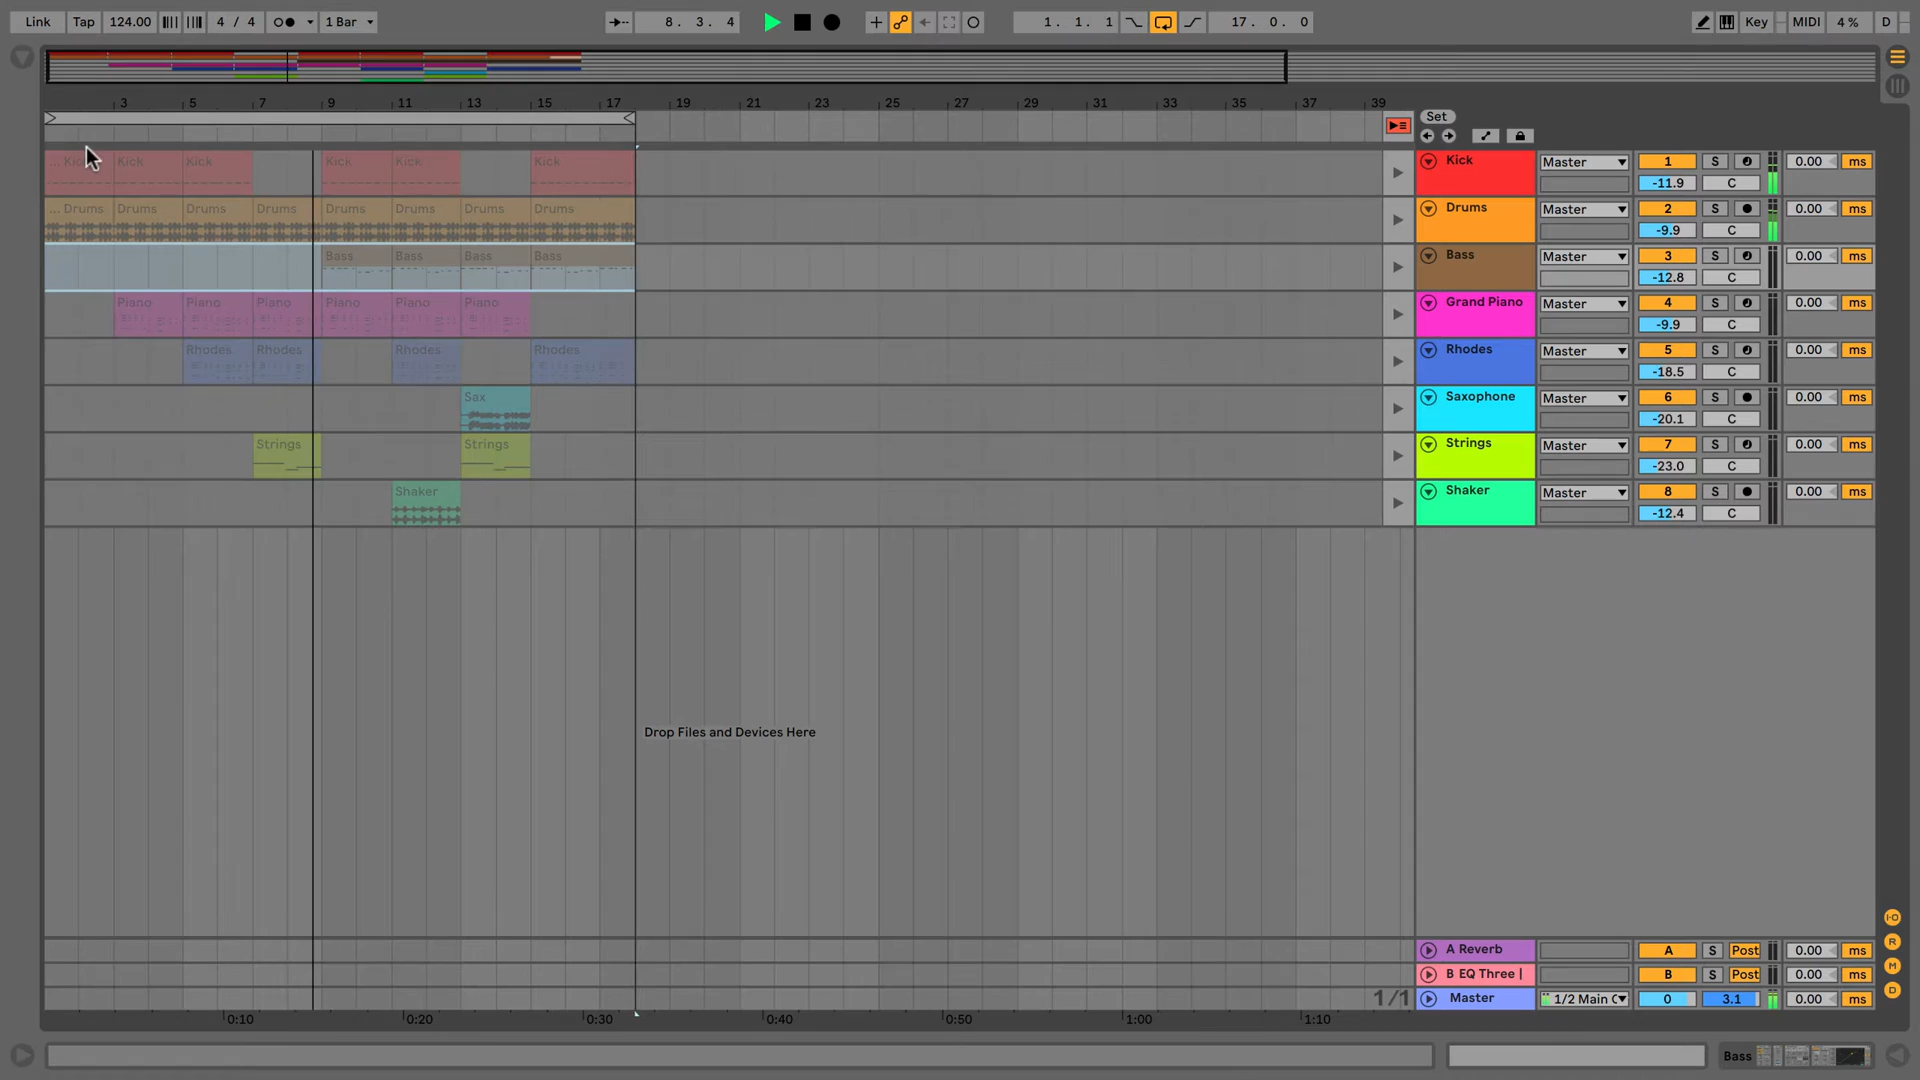 Link Tap 124.00 4 / 4 1 Bar 8. 3. 4 1. 1. 1 17. 0. 0 Key MIDI 4 % D
3 5 7 9 11 13 15 17 19 21 23 25 27 29 31 33 35 37 39
Set
... Kick Kick Kick Kick Kick Kick Kick Master 1 S 0.00 ms
-11.9 C
... Drums Drums Drums Drums Drums Drums Drums Drums Drums Master 2 S 0.00 ms
-9.9 C
Bass Bass Bass Bass Bass Master 3 S 0.00 ms
-12.8 C
Piano Piano Piano Piano Piano Piano Grand Piano Master 4 S 0.00 ms
-9.9 C
Rhodes Rhodes Rhodes Rhodes Rhodes Master 5 S 0.00 ms
-18.5 C
Sax Saxophone Master 6 S 0.00 ms
-20.1 C
Strings Strings Strings Master 7 S 0.00 ms
-23.0 C
Shaker Shaker Master 8 S 0.00 ms
-12.4 C
Drop Files and Devices Here
I·O
R
M
D
A Reverb A S Post 0.00 ms
B EQ Three | B S Post 0.00 ms
1/1 Master 1/2 Main 0 3.1 0.00 ms
0:10 0:20 0:30 0:40 0:50 1:00 1:10
Bass